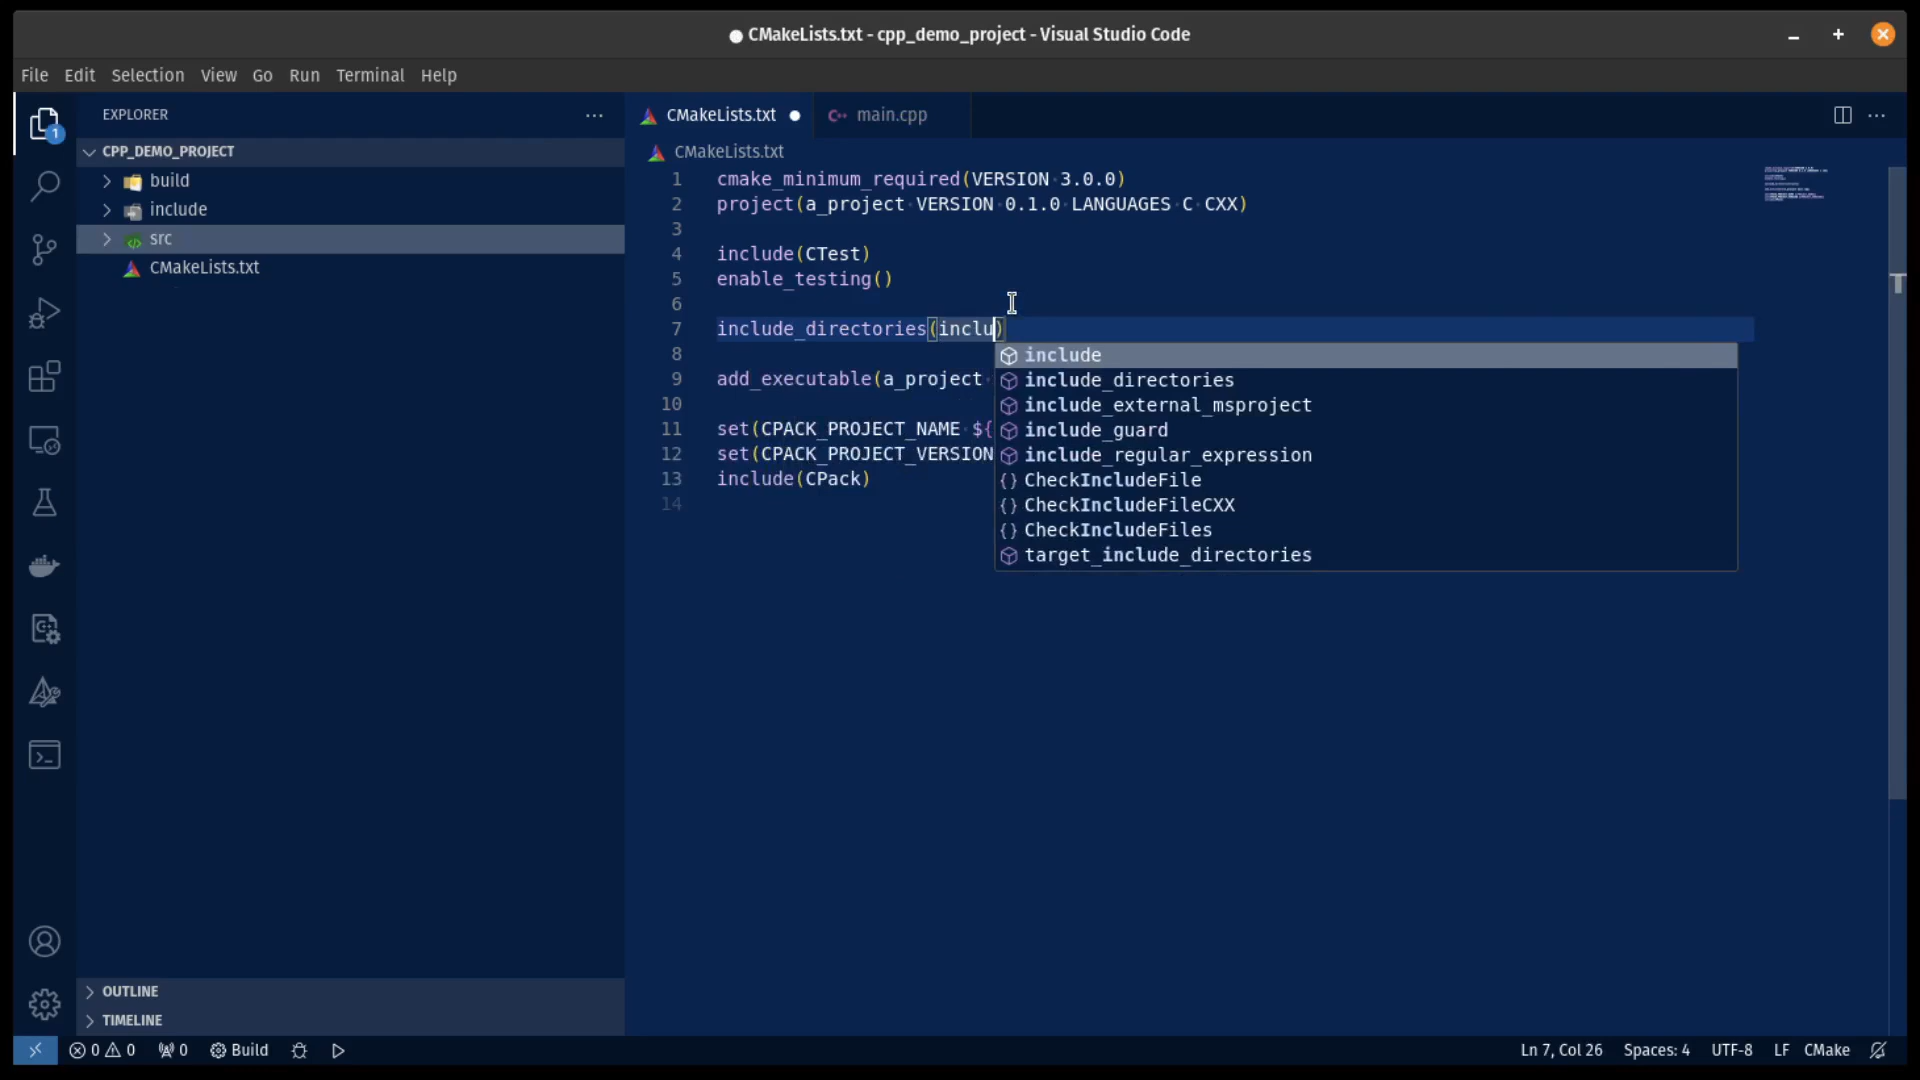 CMakeLists.txt - cpp_demo_project - Visual Studio Code
File Edit Selection View Go Run Terminal Help
EXPLORER
CMakeLists.txt
main.cpp
1
CPP_DEMO_PROJECT
build
include
src
CMakeLists.txt
CMakeLists.txt
1 cmake_minimum_required(VERSION·3.0.0)
2 project(a_project·VERSION·0.1.0·LANGUAGES·C·CXX)
3
4 include(CTest)
5 enable_testing()
6
7 include_directories(inclu)
8
9 add_executable(a_project·
10
11 set(CPACK_PROJECT_NAME·${
12 set(CPACK_PROJECT_VERSION
13 include(CPack)
14
include
include_directories
include_external_msproject
include_guard
include_regular_expression
{} CheckIncludeFile
{} CheckIncludeFileCXX
{} CheckIncludeFiles
target_include_directories
OUTLINE
TIMELINE
0 0 0 Build Ln 7, Col 26 Spaces: 4 UTF-8 LF CMake